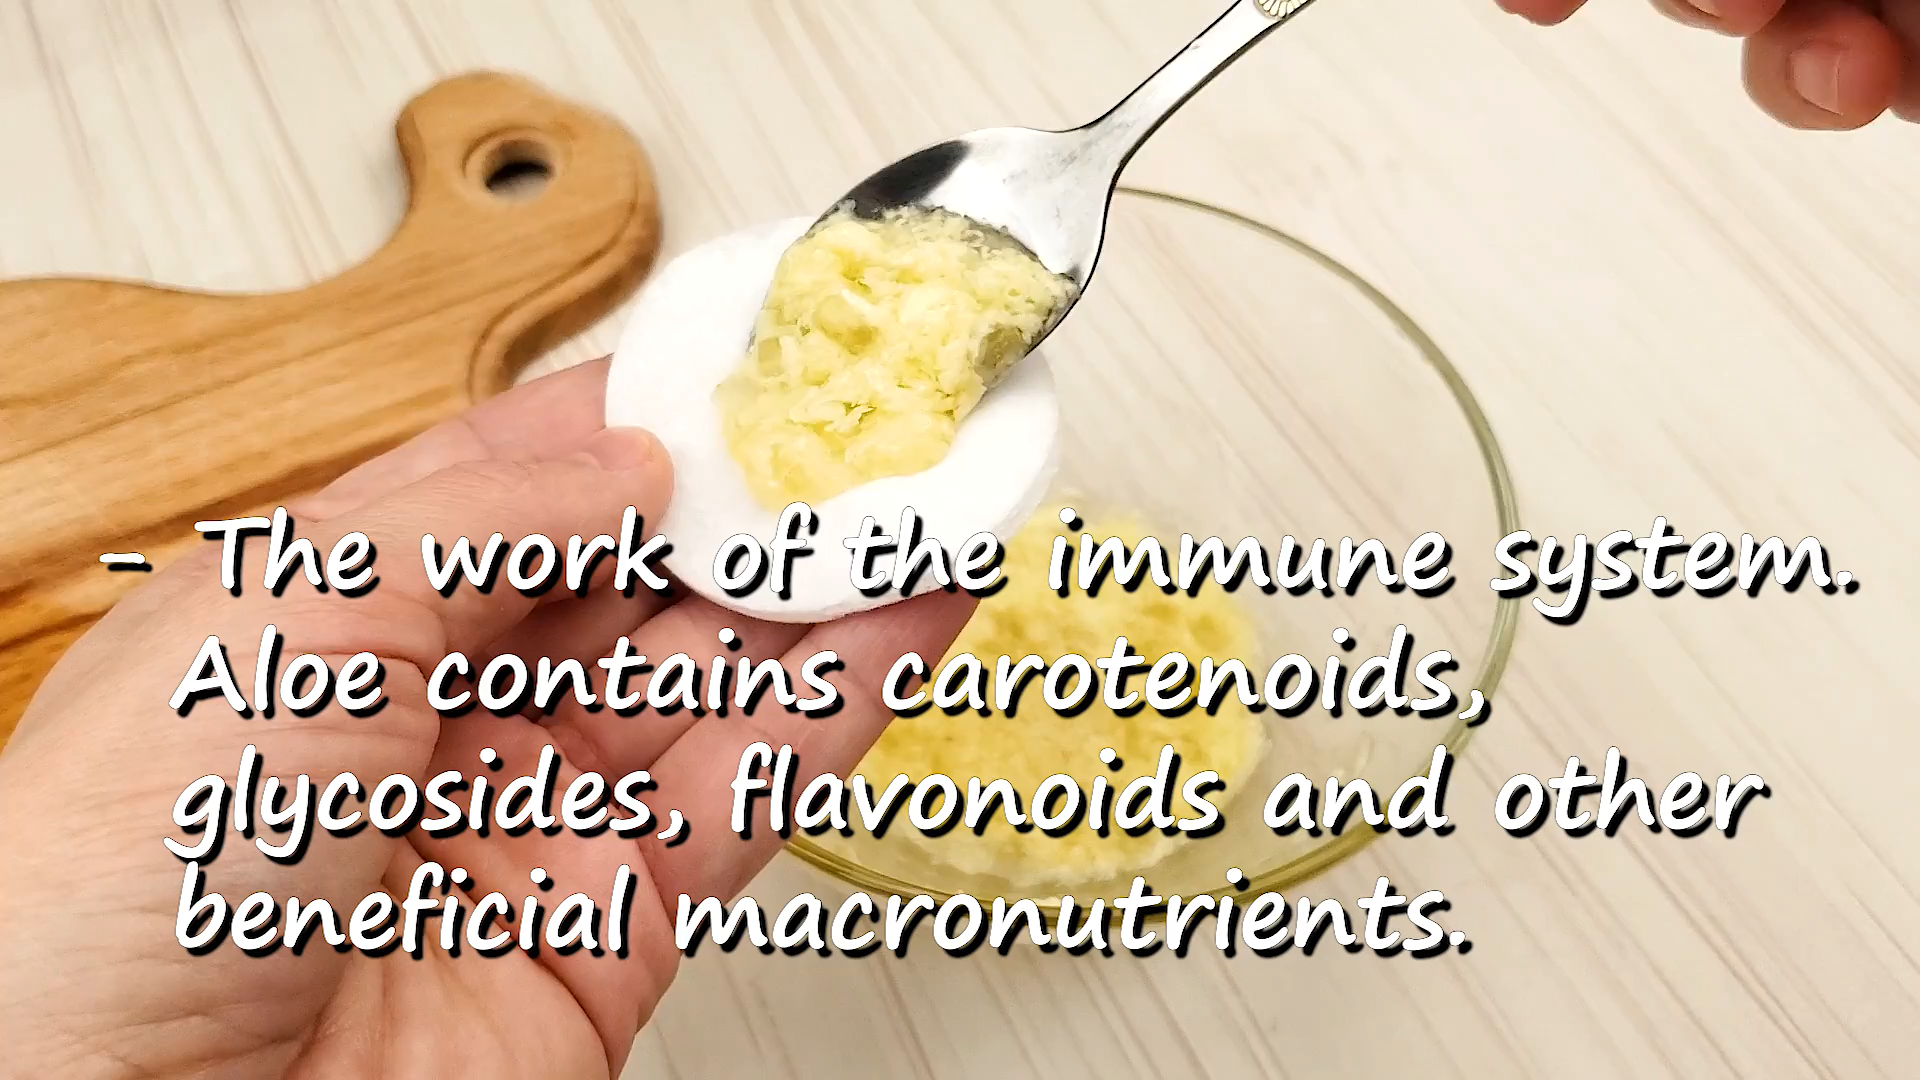 - The work of the immune system.
Aloe contains carotenoids,
glycosides, flavonoids and other
beneficial macronutrients.